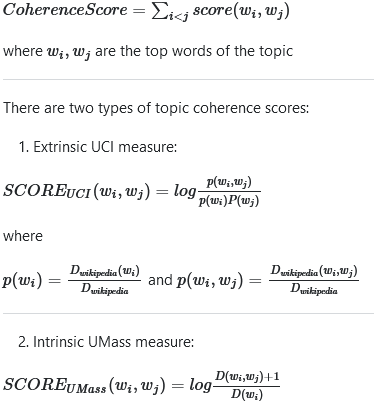 CoherenceScore = ∑_{i<j} score(w_i, w_j)
where w_i, w_j are the top words of the topic
There are two types of topic coherence scores:
1. Extrinsic UCI measure:
SCORE_{UCI}(w_i, w_j) = log \frac{p(w_i,w_j)}{p(w_i)P(w_j)}
where
p(w_i) = \frac{D_{wikipedia}(w_i)}{D_{wikipedia}} and p(w_i, w_j) = \frac{D_{wikipedia}(w_i,w_j)}{D_{wikipedia}}
2. Intrinsic UMass measure:
SCORE_{UMass}(w_i, w_j) = log \frac{D(w_i,w_j)+1}{D(w_i)}